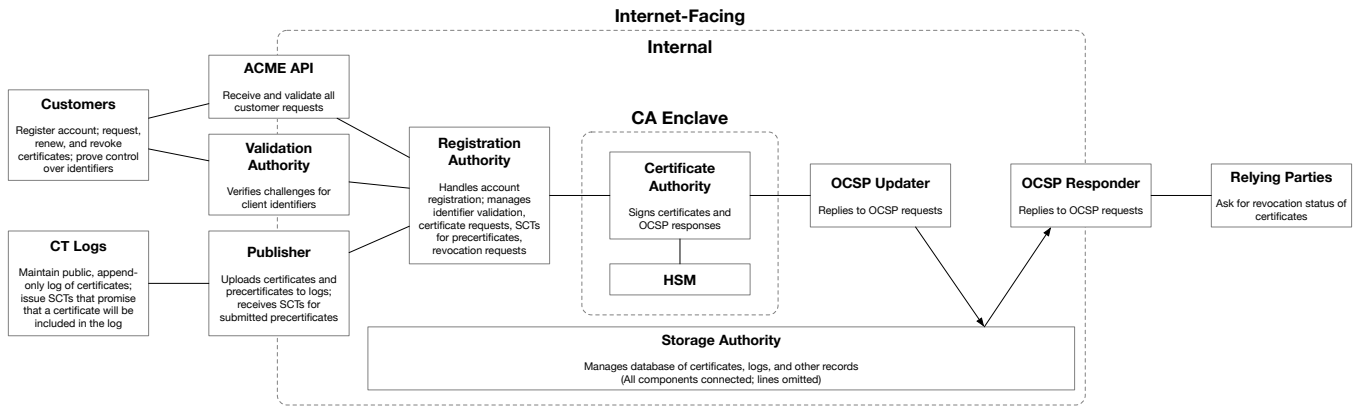 Internet-Facing
Internal
ACME API
Receive and validate all
customer requests
Customers
Register account; request,
renew, and revoke
certificates; prove control
over identifiers
Validation
Authority
Verifies challenges for
client identifiers
CT Logs
Maintain public, append-
only log of certificates;
issue SCTs that promise
that a certificate will be
included in the log
Publisher
Uploads certificates and
precertificates to logs;
receives SCTs for
submitted precertificates
Registration
Authority
Handles account
registration; manages
identifier validation,
certificate requests, SCTs
for precertificates,
revocation requests
CA Enclave
Certificate
Authority
Signs certificates and
OCSP responses
HSM
OCSP Updater
Replies to OCSP requests
OCSP Responder
Replies to OCSP requests
Relying Parties
Ask for revocation status of
certificates
Storage Authority
Manages database of certificates, logs, and other records
(All components connected; lines omitted)